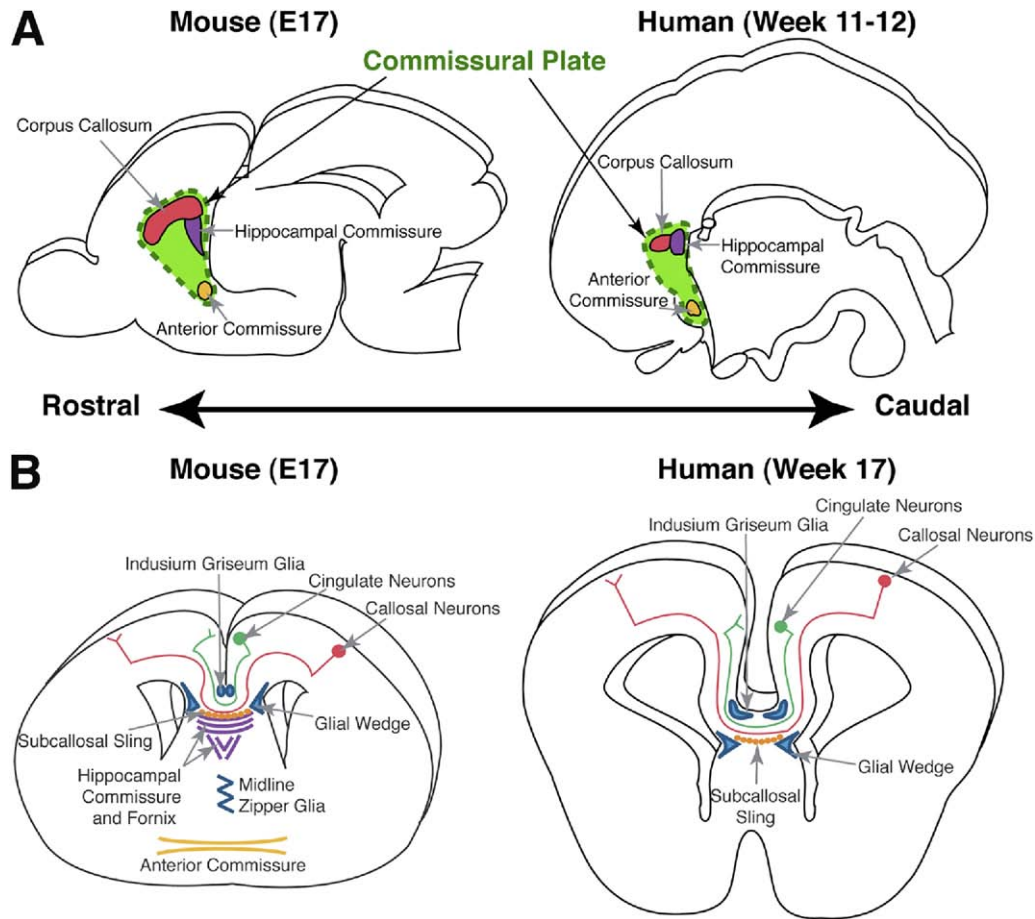 A
Mouse (E17)
Human (Week 11-12)
Commissural Plate
Corpus Callosum
Hippocampal Commissure
Anterior Commissure
Corpus Callosum
Hippocampal
Commissure
Anterior
Commissure
Rostral
Caudal
B
Mouse (E17)
Human (Week 17)
Indusium Griseum Glia
Cingulate Neurons
Callosal Neurons
Subcallosal Sling
Glial Wedge
Hippocampal
Commissure
and Fornix
Midline
Zipper Glia
Anterior Commissure
Cingulate Neurons
Indusium Griseum Glia
Callosal Neurons
Glial Wedge
Subcallosal
Sling